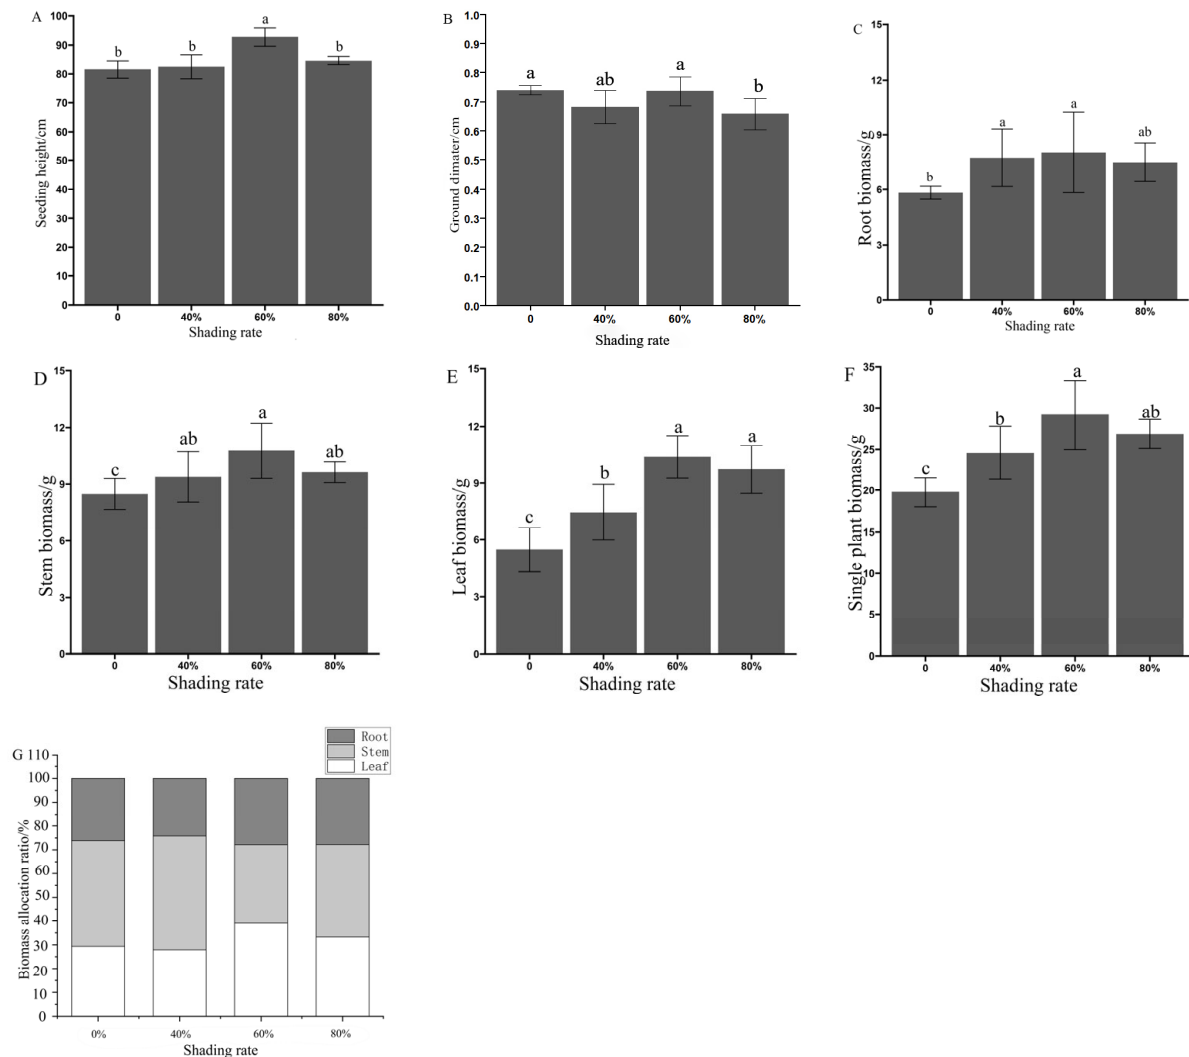 A
Seeding height/cm
100
90
80
70
60
50
40
30
20
10
0
b
b
a
b
0
40%
60%
80%
Shading rate
B
Ground dimater/cm
1.0
0.9
0.8
0.7
0.6
0.5
0.4
0.3
0.2
0.1
0.0
a
ab
a
b
0
40%
60%
80%
Shading rate
C
Root biomass/g
15
12
9
6
3
0
b
a
a
ab
0
40%
60%
80%
Shading rate
D
Stem biomass/g
15
12
9
6
3
0
c
ab
a
ab
0
40%
60%
80%
Shading rate
E
Leaf biomass/g
15
12
9
6
3
0
c
b
a
a
0
40%
60%
80%
Shading rate
F
Single plant biomass/g
35
30
25
20
15
10
5
0
c
b
a
ab
0
40%
60%
80%
Shading rate
G
Biomass allocation ratio/%
110
100
90
80
70
60
50
40
30
20
10
0
Root
Stem
Leaf
0%
40%
60%
80%
Shading rate